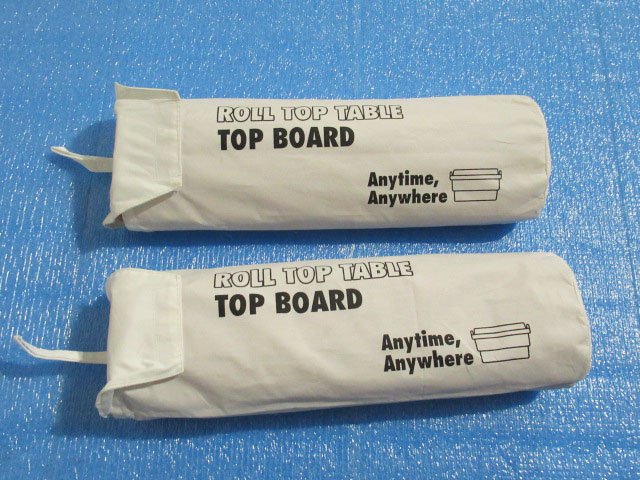 ROLL TOP TABLE
TOP BOARD
Anytime,
Anywhere
ROLL TOP TABLE
TOP BOARD
Anytime,
Anywhere